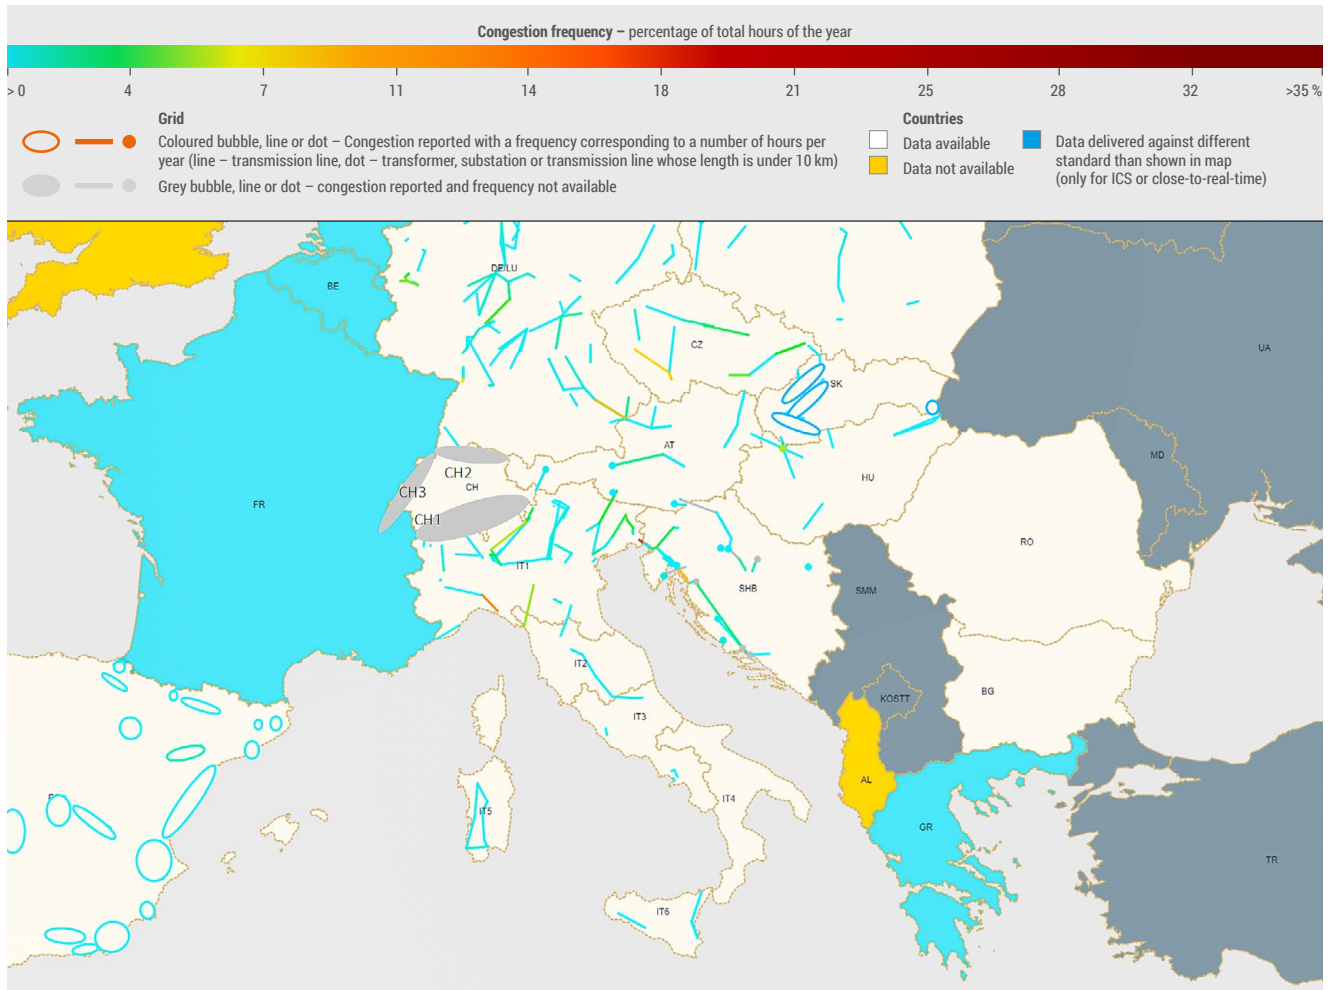 Congestion frequency – percentage of total hours of the year
> 0 4 7 11 14 18 21 25 28 32 >35 %
Grid
Coloured bubble, line or dot – Congestion reported with a frequency corresponding to a number of hours per
year (line – transmission line, dot – transformer, substation or transmission line whose length is under 10 km)
Grey bubble, line or dot – congestion reported and frequency not available
Countries
Data available
Data not available
Data delivered against different
standard than shown in map
(only for ICS or close-to-real-time)
DE/LU
BE
CZ
UA
SK
AT
MD
CH2
CH
HU
CH3
FR
CH1
RO
IT1
SHB
SMM
IT2
KOSTT
BG
IT3
AL
IT4
IT5
GR
TR
IT6